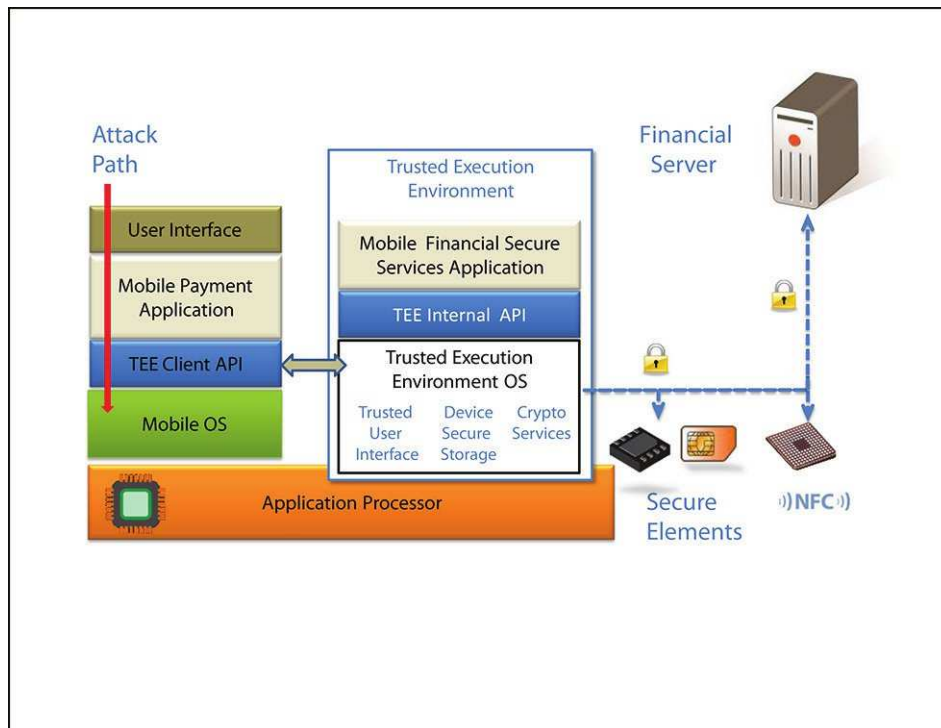 Attack
Path
User Interface
Mobile Payment
Application
TEE Client API
Mobile OS
Trusted Execution
Environment
Mobile Financial Secure
Services Application
TEE Internal API
Trusted Execution
Environment OS
Trusted
User
Interface
Device
Secure
Storage
Crypto
Services
Application Processor
Financial
Server
Secure
Elements
NFC